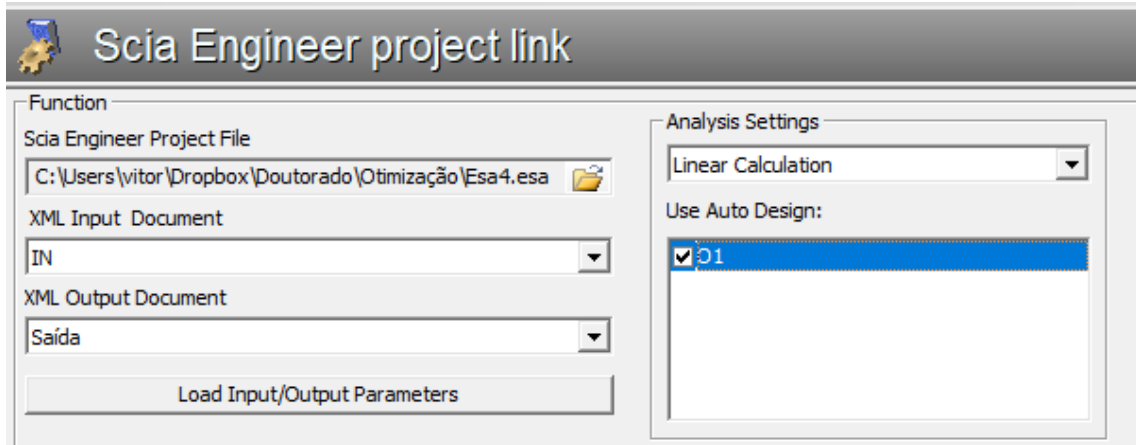 Scia Engineer project link
Function
Scia Engineer Project File
C:\Users\vitor\Dropbox\Doutorado\Otimização\Esa4.esa
XML Input Document
IN
XML Output Document
Saída
Load Input/Output Parameters
Analysis Settings
Linear Calculation
Use Auto Design:
O1